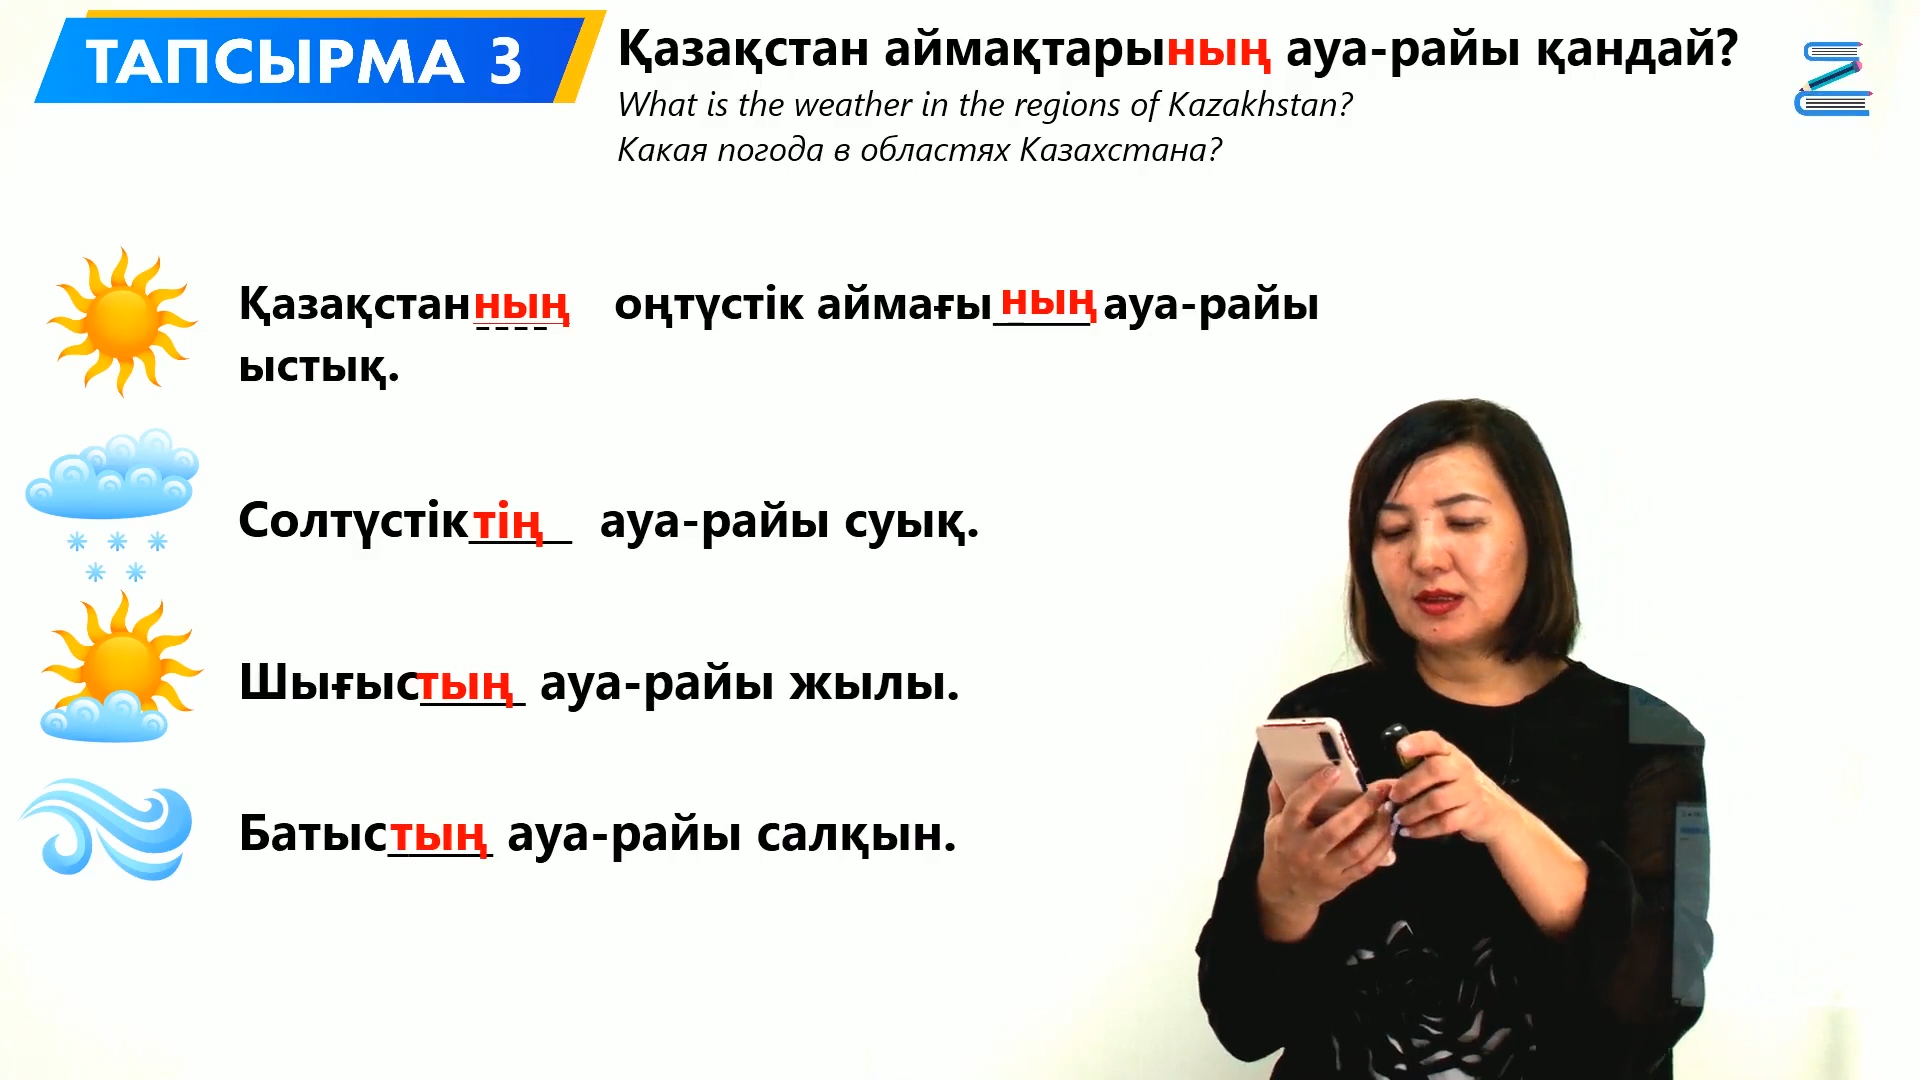 ТАПСЫРМА 3
Қазақстан аймақтарының ауа-райы қандай?
What is the weather in the regions of Kazakhstan?
Какая погода в областях Казахстана?
Қазақстанның оңтүстік аймағының ауа-райы
ыстық.
Солтүстіктің ауа-райы суық.
Шығыстың ауа-райы жылы.
Батыстың ауа-райы салқын.